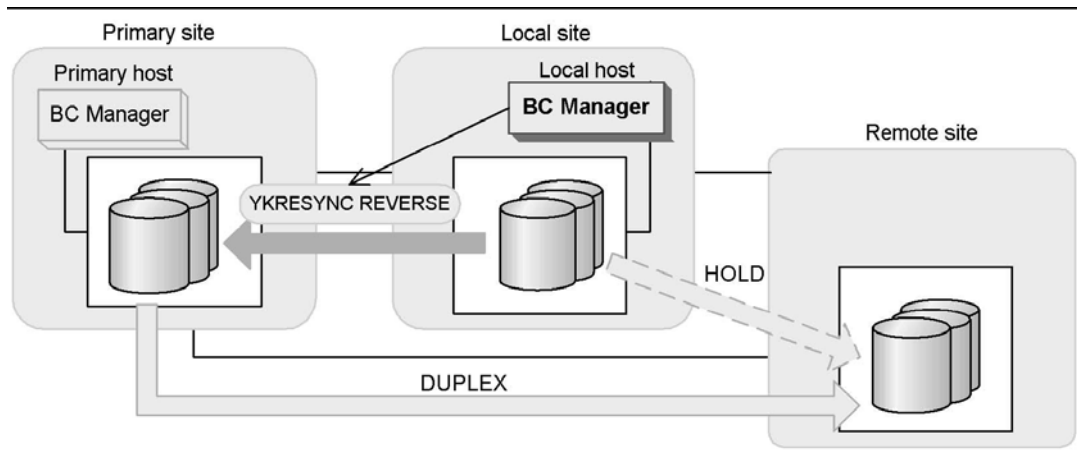 Primary site
Local site
Primary host
Local host
BC Manager
BC Manager
Remote site
YKRESYNC REVERSE
HOLD
DUPLEX